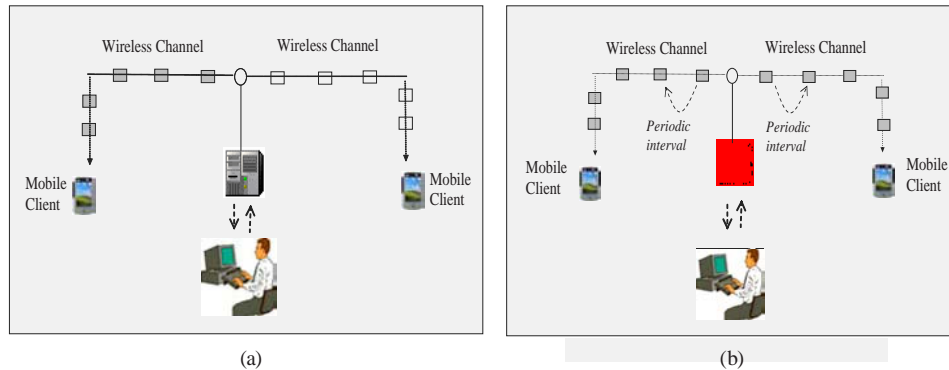 Wireless Channel
Wireless Channel
Mobile
Client
Mobile
Client
(a)
Wireless Channel
Wireless Channel
Periodic
interval
Periodic
interval
Mobile
Client
Mobile
Client
(b)